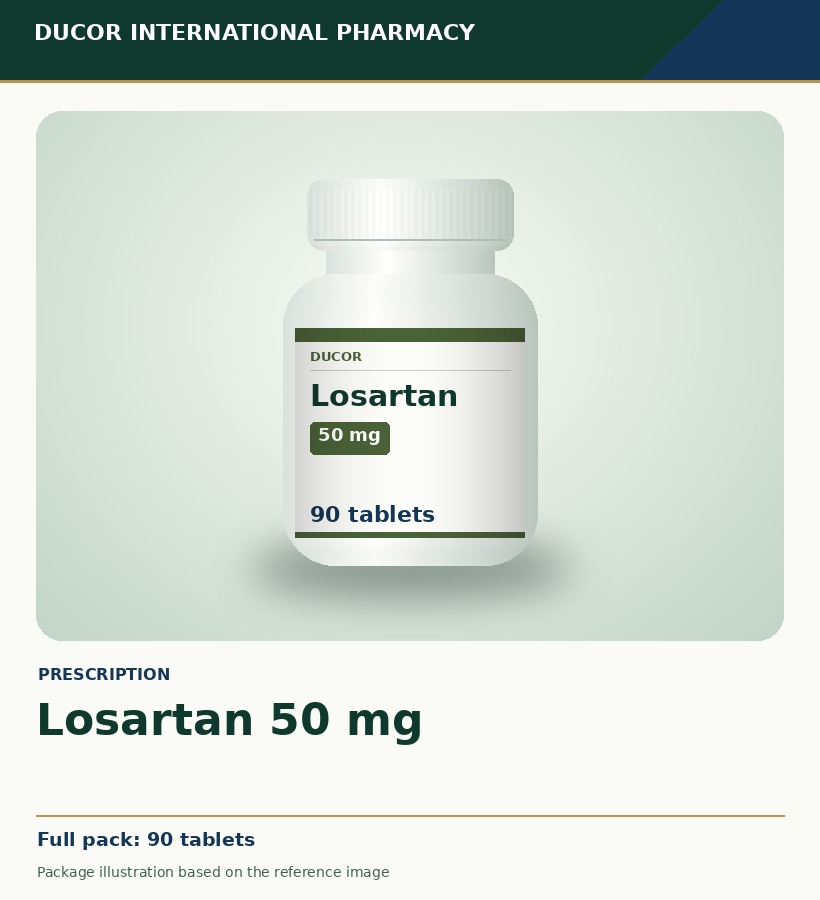 DUCOR INTERNATIONAL PHARMACY
DUCOR
Losartan
50 mg
90 tablets
PRESCRIPTION
Losartan 50 mg
Full pack: 90 tablets
Package illustration based on the reference image